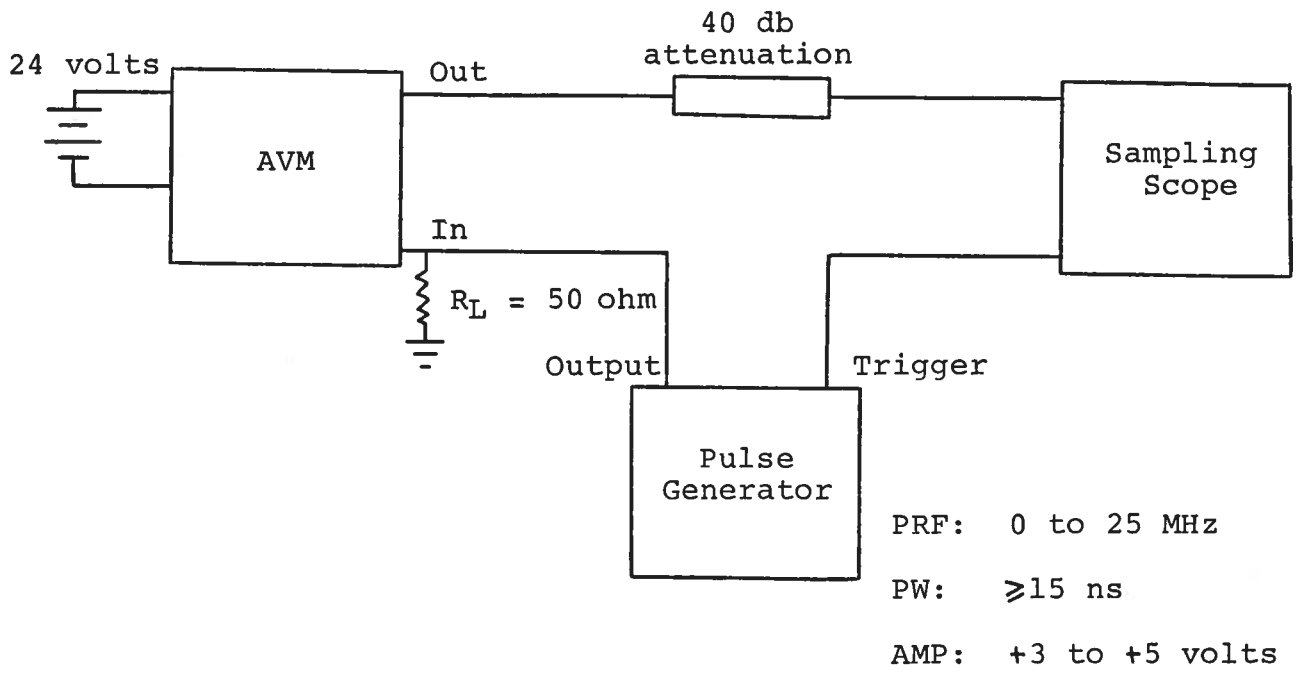 40 db
attenuation
24 volts
Out
AVM
Sampling
Scope
In
R_L = 50 ohm
Output
Trigger
Pulse
Generator
PRF: 0 to 25 MHz
PW: ⩾15 ns
AMP: +3 to +5 volts